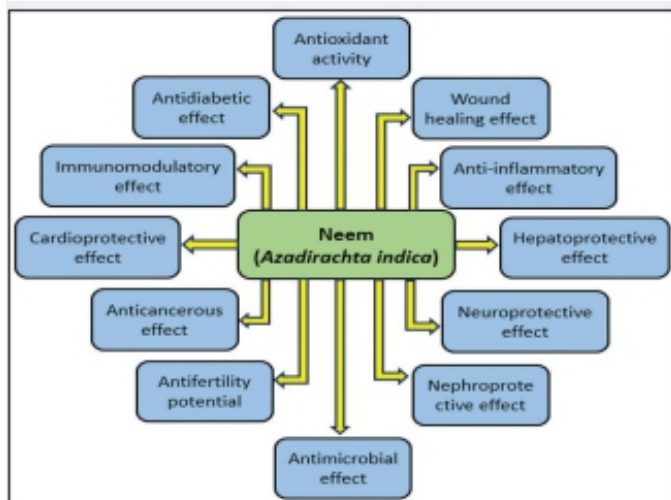 Antioxidant
activity
Antidiabetic
effect
Wound
healing effect
Immunomodulatory
effect
Anti-inflammatory
effect
Cardioprotective
effect
Neem
(Azadirachta indica)
Hepatoprotective
effect
Anticancerous
effect
Neuroprotective
effect
Antifertility
potential
Nephroprote
ctive effect
Antimicrobial
effect